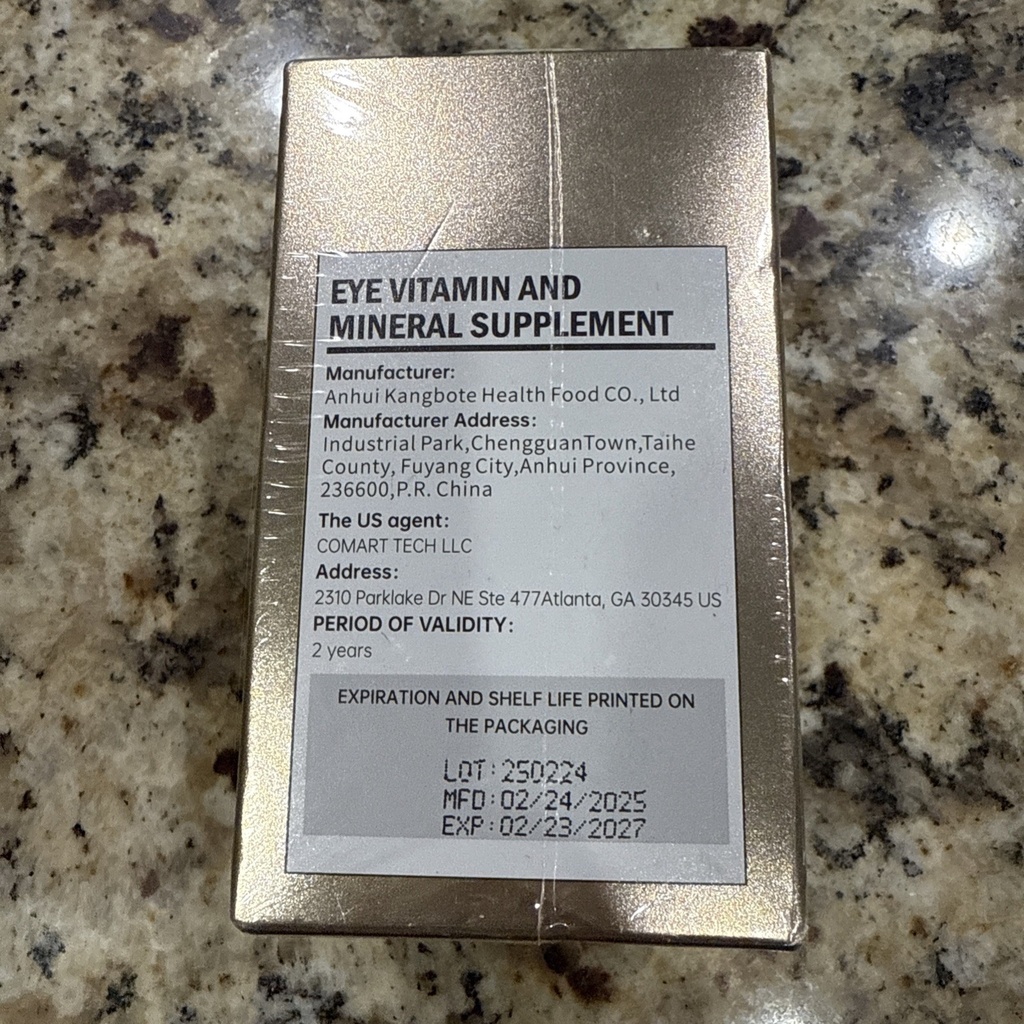 EYE VITAMIN AND
MINERAL SUPPLEMENT
Manufacturer:
Anhui Kangbote Health Food CO., Ltd
Manufacturer Address:
Industrial Park,ChengguanTown,Taihe
County, Fuyang City,Anhui Province,
236600,P.R. China
The US agent:
COMART TECH LLC
Address:
2310 Parklake Dr NE Ste 477Atlanta, GA 30345 US
PERIOD OF VALIDITY:
2 years
EXPIRATION AND SHELF LIFE PRINTED ON
THE PACKAGING
LOT:250224
MFD:02/24/2025
EXP:02/23/2027